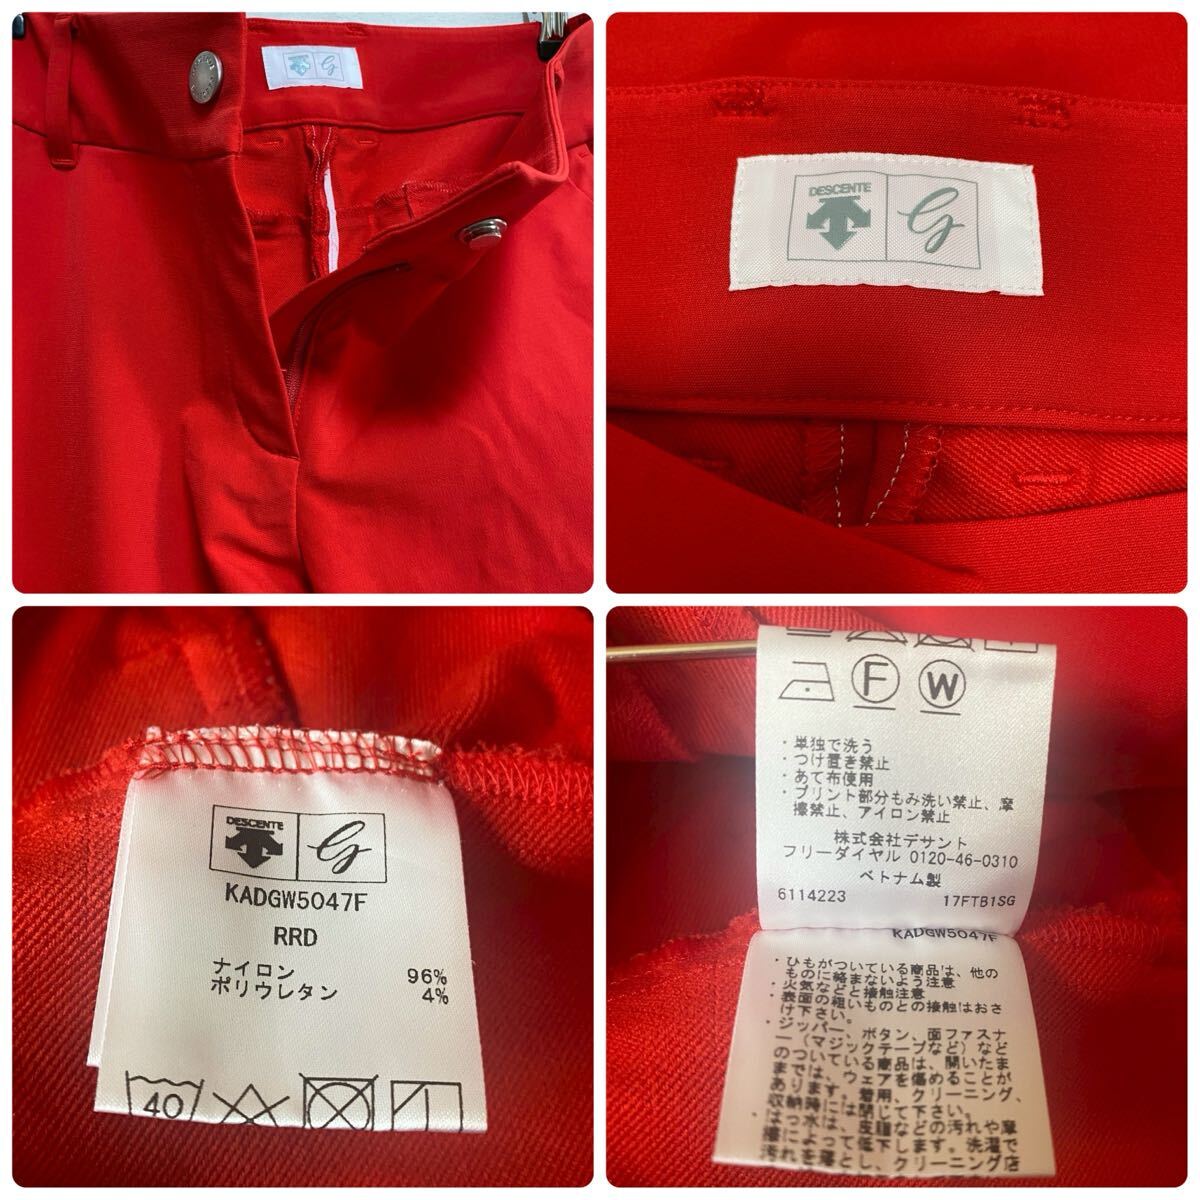 DESCENTE
G
DESCENTE
G
KADGW5047F
RRD
ナイロン 96%
ポリウレタン 4%
40
F W
・単独で洗う
・つけ置き禁止
・あて布使用
・プリント部分もみ洗い禁止、摩
擦禁止、アイロン禁止
株式会社デサント
フリーダイヤル 0120-46-0310
ベトナム製
6114223 17FTB1SG
KADGW5047F
・ひもがついている商品は、他の
ものに絡まないよう注意
・火気などと接触注意
・表面の粗いものとの接触はおさ
け下さい。
・ジッパー、ボタン、面ファスナ
ー(マジックテープなど)など
のついている商品は、開いたま
までは、ウェアを傷めることが
あります。着用、クリーニング、
収納時には閉じて下さい。
・はっ水は、皮脂などの汚れや摩
擦によって低下します。洗濯で
汚れを落とし、クリーニング店